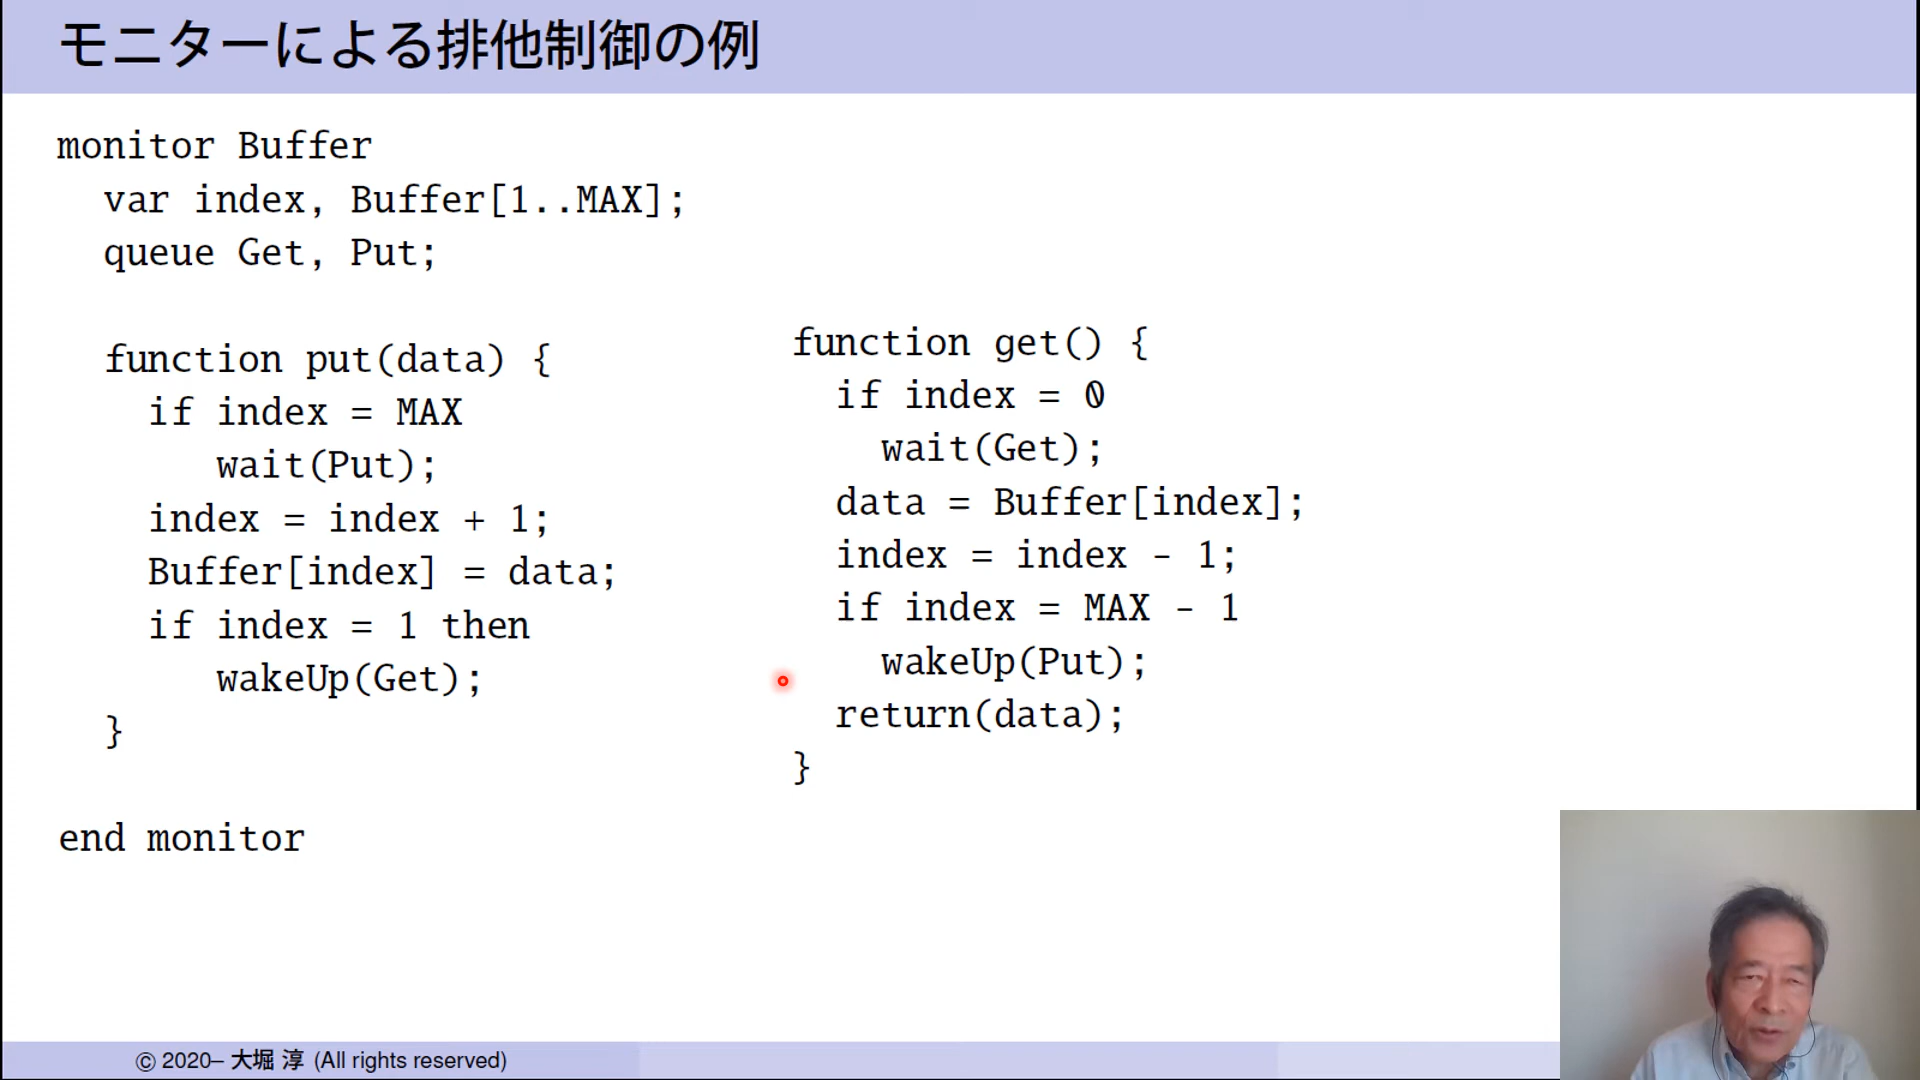 モニターによる排他制御の例
monitor Buffer
var index, Buffer[1..MAX];
queue Get, Put;
function put(data) {
if index = MAX
wait(Put);
index = index + 1;
Buffer[index] = data;
if index = 1 then
wakeUp(Get);
}
function get() {
if index = 0
wait(Get);
data = Buffer[index];
index = index - 1;
if index = MAX - 1
wakeUp(Put);
return(data);
}
end monitor
© 2020– 大堀 淳 (All rights reserved)